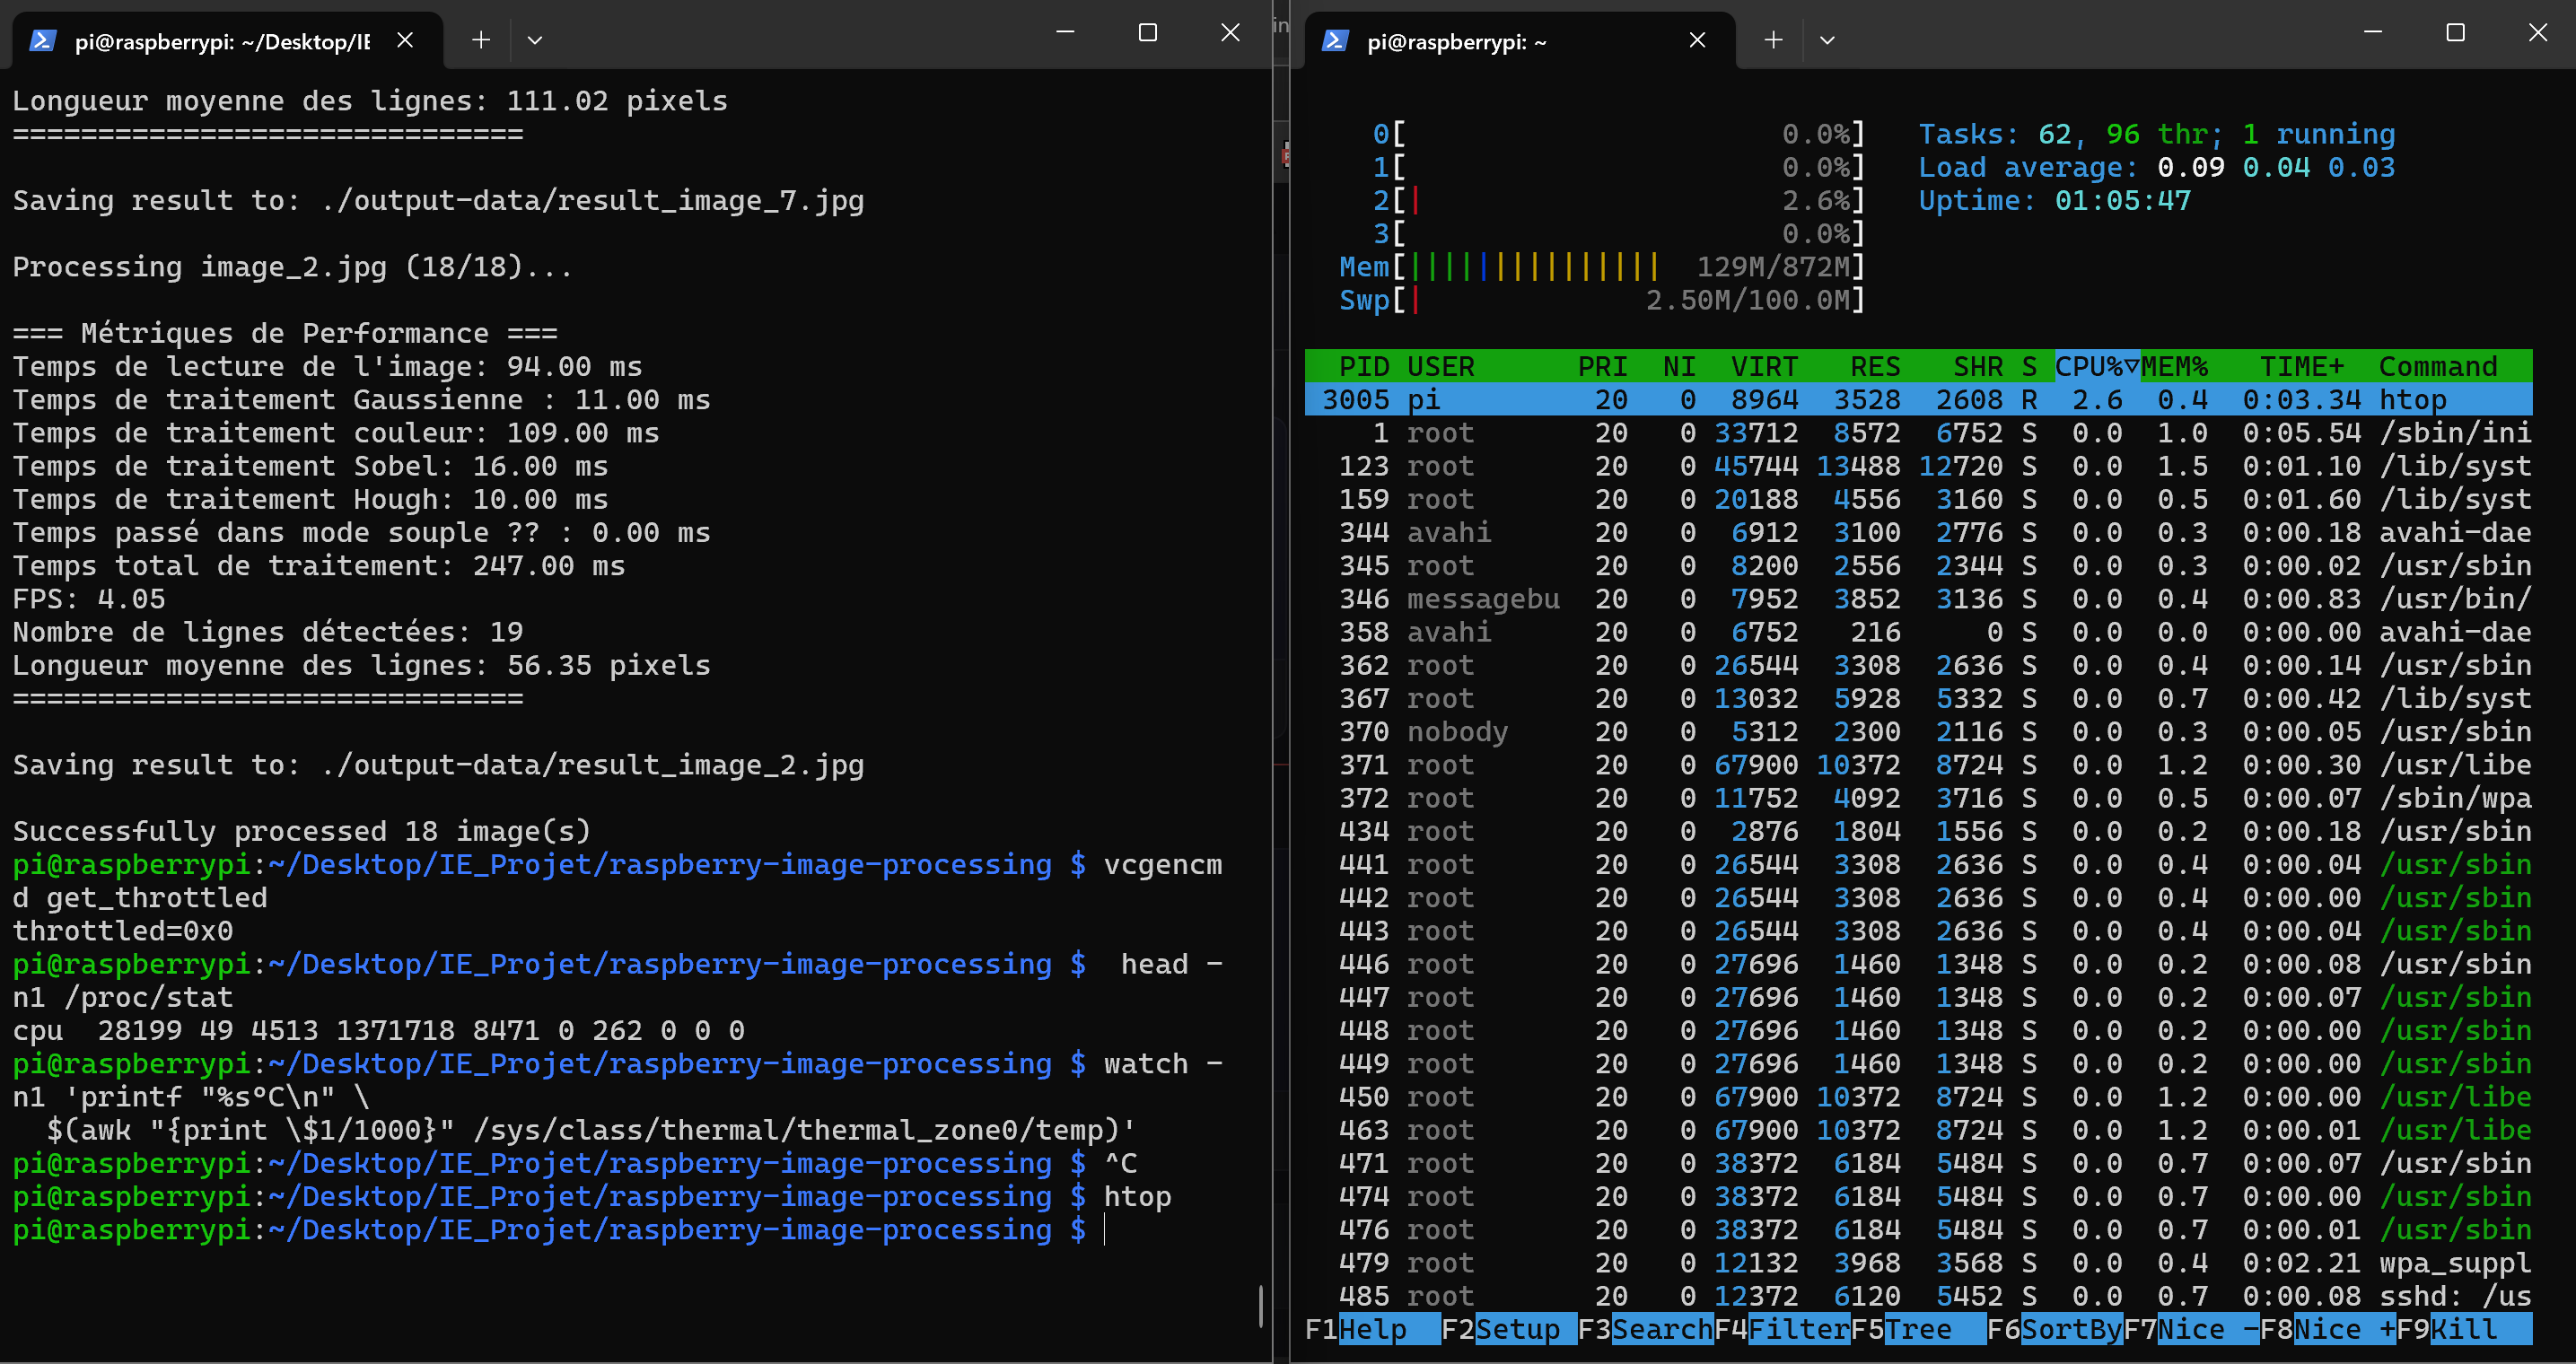 pi@raspberrypi: ~/Desktop/IE
Longueur moyenne des lignes: 111.02 pixels
==============================
Saving result to: ./output-data/result_image_7.jpg
Processing image_2.jpg (18/18)...
=== Métriques de Performance ===
Temps de lecture de l'image: 94.00 ms
Temps de traitement Gaussienne : 11.00 ms
Temps de traitement couleur: 109.00 ms
Temps de traitement Sobel: 16.00 ms
Temps de traitement Hough: 10.00 ms
Temps passé dans mode souple ?? : 0.00 ms
Temps total de traitement: 247.00 ms
FPS: 4.05
Nombre de lignes détectées: 19
Longueur moyenne des lignes: 56.35 pixels
==============================
Saving result to: ./output-data/result_image_2.jpg
Successfully processed 18 image(s)
pi@raspberrypi:~/Desktop/IE_Projet/raspberry-image-processing $ vcgencm
d get_throttled
throttled=0x0
pi@raspberrypi:~/Desktop/IE_Projet/raspberry-image-processing $  head -
n1 /proc/stat
cpu  28199 49 4513 1371718 8471 0 262 0 0 0
pi@raspberrypi:~/Desktop/IE_Projet/raspberry-image-processing $ watch -
n1 'printf "%s°C\n" \
  $(awk "{print \$1/1000}" /sys/class/thermal/thermal_zone0/temp)'
pi@raspberrypi:~/Desktop/IE_Projet/raspberry-image-processing $ ^C
pi@raspberrypi:~/Desktop/IE_Projet/raspberry-image-processing $ htop
pi@raspberrypi:~/Desktop/IE_Projet/raspberry-image-processing $
in
pi@raspberrypi: ~
0[ 0.0%] Tasks: 62, 96 thr; 1 running
1[ 0.0%] Load average: 0.09 0.04 0.03
2[| 2.6%] Uptime: 01:05:47
3[ 0.0%]
Mem[||||||||||||||| 129M/872M]
Swp[| 2.50M/100.0M]
PID USER PRI NI VIRT RES SHR S CPU%▽MEM% TIME+ Command
3005 pi 20 0 8964 3528 2608 R 2.6 0.4 0:03.34 htop
1 root 20 0 33712 8572 6752 S 0.0 1.0 0:05.54 /sbin/ini
123 root 20 0 45744 13488 12720 S 0.0 1.5 0:01.10 /lib/syst
159 root 20 0 20188 4556 3160 S 0.0 0.5 0:01.60 /lib/syst
344 avahi 20 0 6912 3100 2776 S 0.0 0.3 0:00.18 avahi-dae
345 root 20 0 8200 2556 2344 S 0.0 0.3 0:00.02 /usr/sbin
346 messagebu 20 0 7952 3852 3136 S 0.0 0.4 0:00.83 /usr/bin/
358 avahi 20 0 6752 216 0 S 0.0 0.0 0:00.00 avahi-dae
362 root 20 0 26544 3308 2636 S 0.0 0.4 0:00.14 /usr/sbin
367 root 20 0 13032 5928 5332 S 0.0 0.7 0:00.42 /lib/syst
370 nobody 20 0 5312 2300 2116 S 0.0 0.3 0:00.05 /usr/sbin
371 root 20 0 67900 10372 8724 S 0.0 1.2 0:00.30 /usr/libe
372 root 20 0 11752 4092 3716 S 0.0 0.5 0:00.07 /sbin/wpa
434 root 20 0 2876 1804 1556 S 0.0 0.2 0:00.18 /usr/sbin
441 root 20 0 26544 3308 2636 S 0.0 0.4 0:00.04 /usr/sbin
442 root 20 0 26544 3308 2636 S 0.0 0.4 0:00.00 /usr/sbin
443 root 20 0 26544 3308 2636 S 0.0 0.4 0:00.04 /usr/sbin
446 root 20 0 27696 1460 1348 S 0.0 0.2 0:00.08 /usr/sbin
447 root 20 0 27696 1460 1348 S 0.0 0.2 0:00.07 /usr/sbin
448 root 20 0 27696 1460 1348 S 0.0 0.2 0:00.00 /usr/sbin
449 root 20 0 27696 1460 1348 S 0.0 0.2 0:00.00 /usr/sbin
450 root 20 0 67900 10372 8724 S 0.0 1.2 0:00.00 /usr/libe
463 root 20 0 67900 10372 8724 S 0.0 1.2 0:00.01 /usr/libe
471 root 20 0 38372 6184 5484 S 0.0 0.7 0:00.07 /usr/sbin
474 root 20 0 38372 6184 5484 S 0.0 0.7 0:00.00 /usr/sbin
476 root 20 0 38372 6184 5484 S 0.0 0.7 0:00.01 /usr/sbin
479 root 20 0 12132 3968 3568 S 0.0 0.4 0:02.21 wpa_suppl
485 root 20 0 12372 6120 5452 S 0.0 0.7 0:00.08 sshd: /us
F1Help F2Setup F3SearchF4FilterF5Tree F6SortByF7Nice -F8Nice +F9Kill